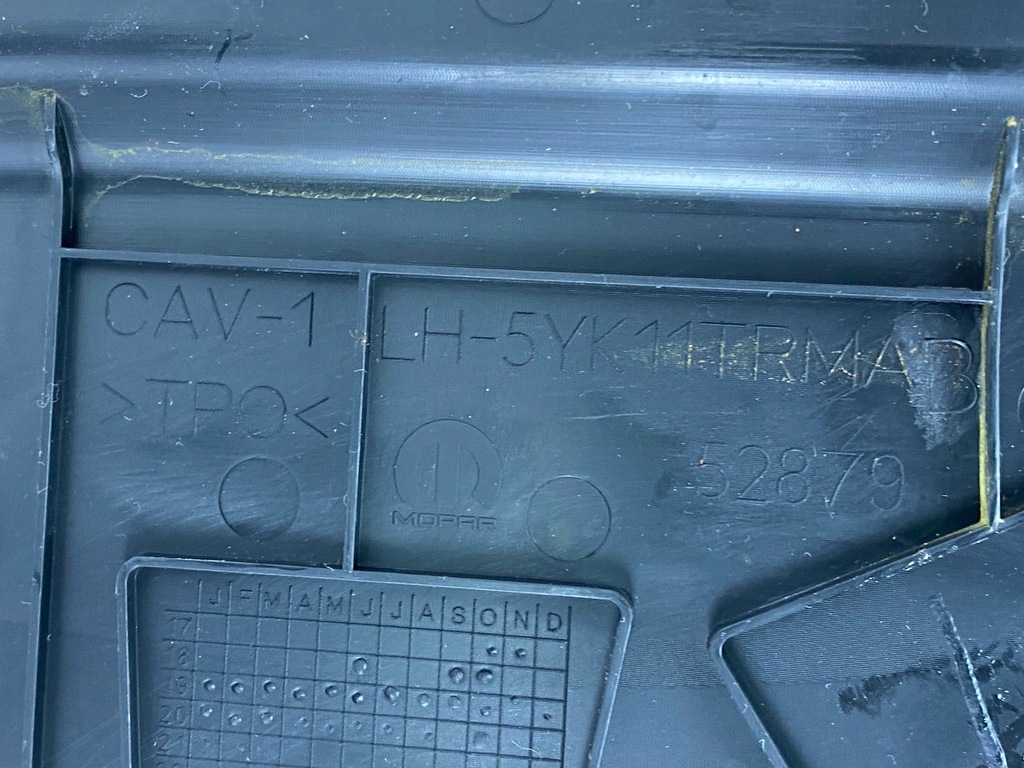 CAV-1
>TPO<
LH-5YK11TRMAB
MOPAR
52879
J F M A M J J A S O N D
17
18
19
20
21